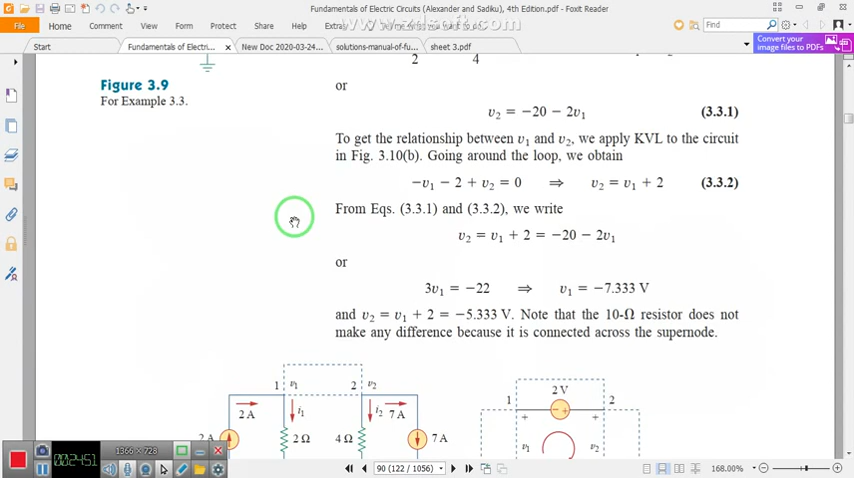 Fundamentals of Electric Circuits (Alexander and Sadiku), 4th Edition.pdf - Foxit Reader
File Home Comment View Form Protect Share Connect Help Extras
Find
Start Fundamentals of Electri... New Doc 2020-03-24... solutions-manual-of-fu... sheet 3.pdf
Convert your
image files to PDFs
2 4
Figure 3.9
For Example 3.3.
or
v₂ = −20 − 2v₁ (3.3.1)
To get the relationship between v₁ and v₂, we apply KVL to the circuit
in Fig. 3.10(b). Going around the loop, we obtain
−v₁ − 2 + v₂ = 0 ⇒ v₂ = v₁ + 2 (3.3.2)
From Eqs. (3.3.1) and (3.3.2), we write
v₂ = v₁ + 2 = −20 − 2v₁
or
3v₁ = −22 ⇒ v₁ = −7.333 V
and v₂ = v₁ + 2 = −5.333 V. Note that the 10-Ω resistor does not
make any difference because it is connected across the supernode.
1 v₁ 2 v₂
2 A i₁ i₂ 7 A
2 A 2 Ω 4 Ω 7 A
2 V
1 2
+ − + +
v₁ v₂
002451
1366 × 728
90 (122 / 1056)
168.00%